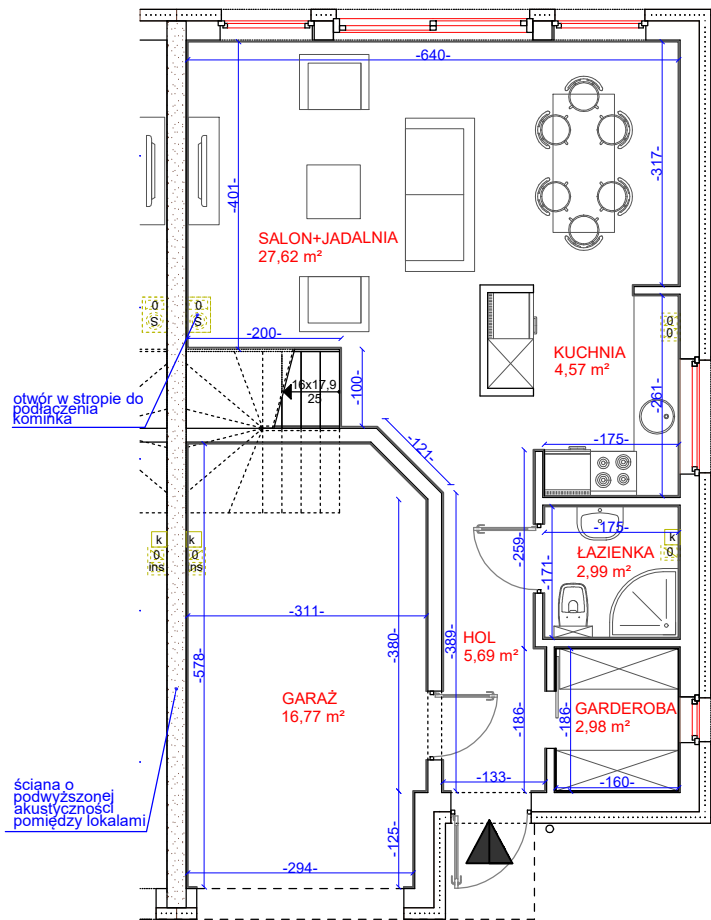 -640-
-401-
-317-
SALON+JADALNIA
27,62 m²
0
S
0
S
-200-
0
0
KUCHNIA
4,57 m²
16x17,9
25
-100-
-261-
otwór w stropie do
podłączenia
kominka
-121-
-175-
k
0
ins
k
0
ins
-259-
-175-
k
0
ŁAZIENKA
2,99 m²
-171-
-311-
-380-
-389-
-578-
HOL
5,69 m²
GARAŻ
16,77 m²
-186-
-186-
GARDEROBA
2,98 m²
-133-
-160-
ściana o
podwyższonej
akustyczności
pomiędzy lokalami
-125-
-294-